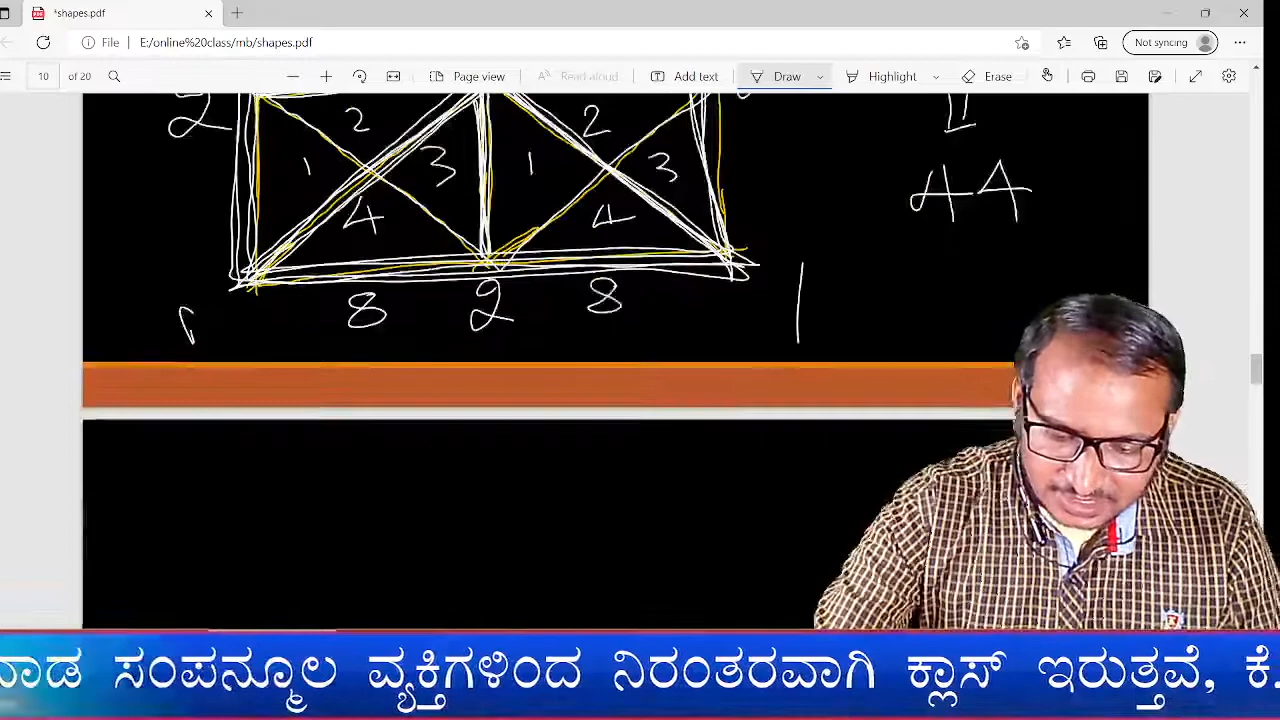 *shapes.pdf
File E:/online%20class/mb/shapes.pdf
Not syncing
10 of 20
Page view
Read aloud
Add text
Draw
Highlight
Erase
2
2 2
1 3 1 3
4 4
44
8 2 8
ವಾಡ ಸಂಪನ್ಮೂಲ ವ್ಯಕ್ತಿಗಳಿಂದ ನಿರಂತರವಾಗಿ ಕ್ಲಾಸ್ ಇರುತ್ತವೆ, ಕೆ.